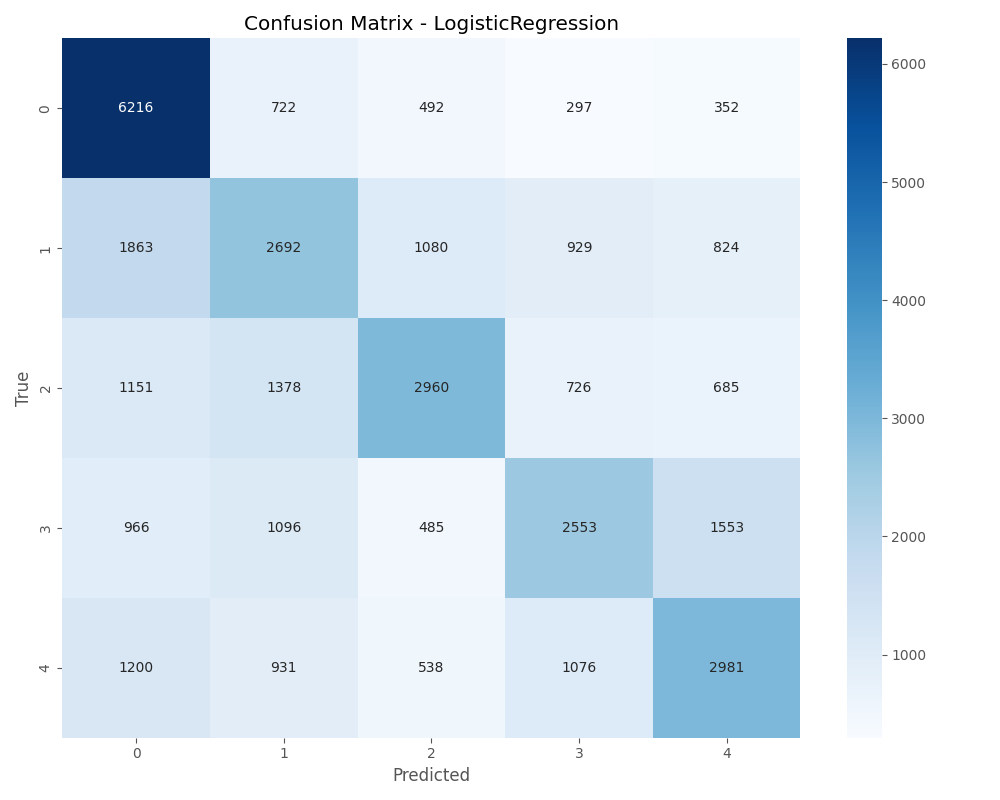 Confusion Matrix - LogisticRegression
0 6216 722 492 297 352
1 1863 2692 1080 929 824
2 1151 1378 2960 726 685
3 966 1096 485 2553 1553
4 1200 931 538 1076 2981
0 1 2 3 4
True
Predicted
6000
5000
4000
3000
2000
1000